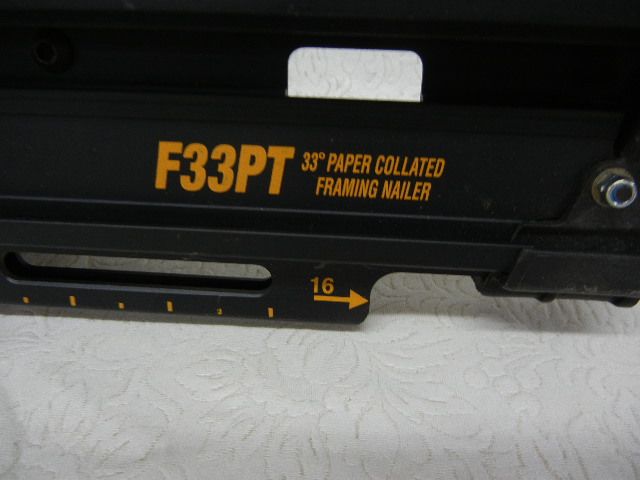 F33PT 33° PAPER COLLATED
FRAMING NAILER
16